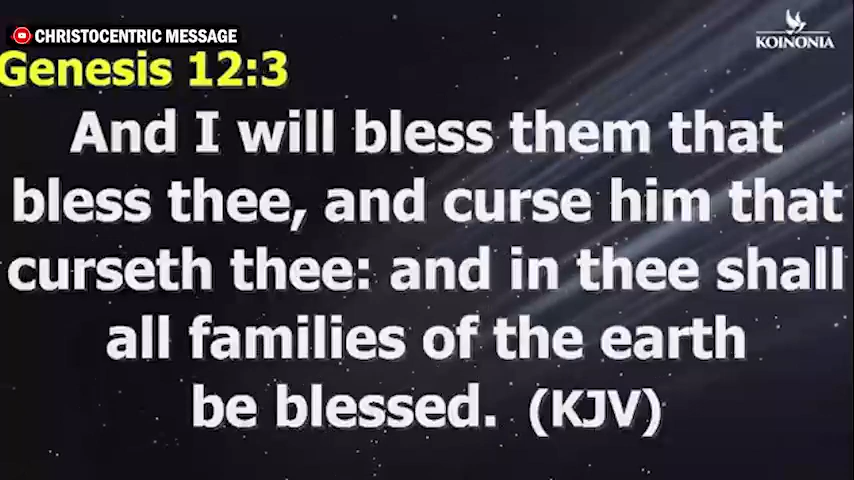 CHRISTOCENTRIC MESSAGE
KOINONIA
Genesis 12:3
And I will bless them that
bless thee, and curse him that
curseth thee: and in thee shall
all families of the earth
be blessed. (KJV)